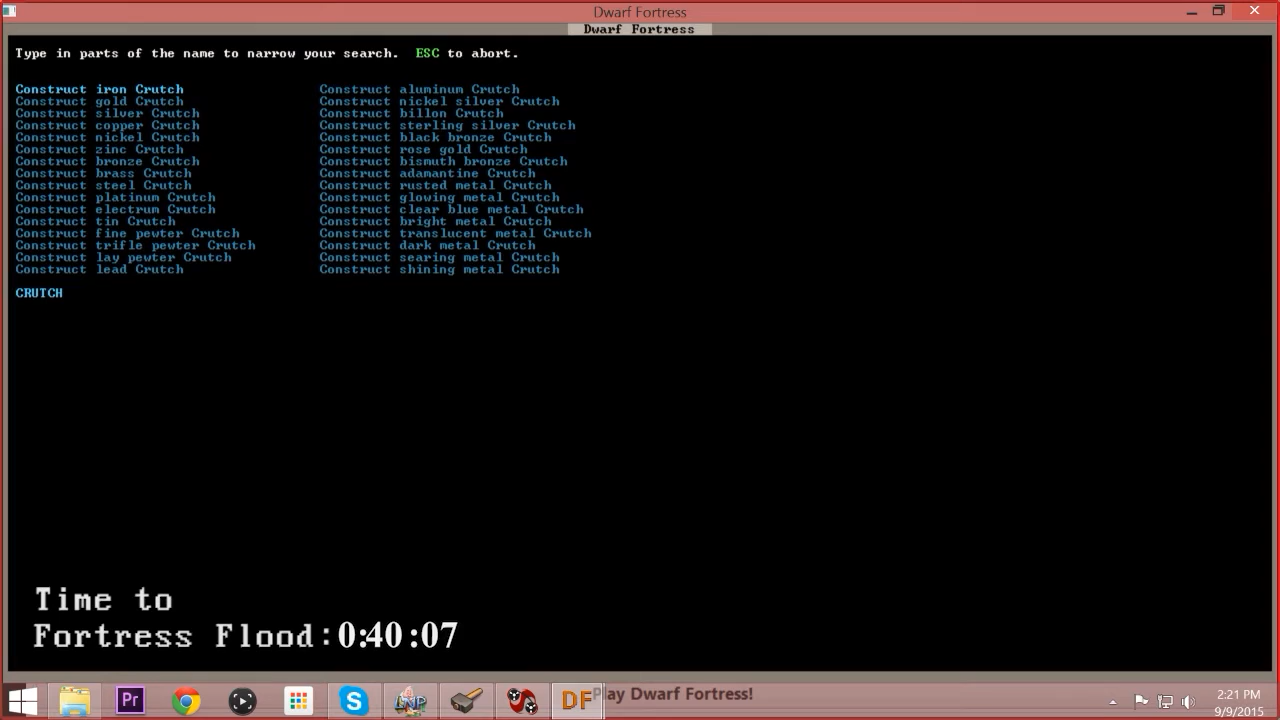 Dwarf Fortress
Dwarf Fortress
Type in parts of the name to narrow your search. ESC to abort.
Construct iron Crutch
Construct gold Crutch
Construct silver Crutch
Construct copper Crutch
Construct nickel Crutch
Construct zinc Crutch
Construct bronze Crutch
Construct brass Crutch
Construct steel Crutch
Construct platinum Crutch
Construct electrum Crutch
Construct tin Crutch
Construct fine pewter Crutch
Construct trifle pewter Crutch
Construct lay pewter Crutch
Construct lead Crutch
Construct aluminum Crutch
Construct nickel silver Crutch
Construct billon Crutch
Construct sterling silver Crutch
Construct black bronze Crutch
Construct rose gold Crutch
Construct bismuth bronze Crutch
Construct adamantine Crutch
Construct rusted metal Crutch
Construct glowing metal Crutch
Construct clear blue metal Crutch
Construct bright metal Crutch
Construct translucent metal Crutch
Construct dark metal Crutch
Construct searing metal Crutch
Construct shining metal Crutch
CRUTCH
Time to
Fortress Flood:0:40:07
Pr
S
LNP
DF
Play Dwarf Fortress!
2:21 PM
9/9/2015